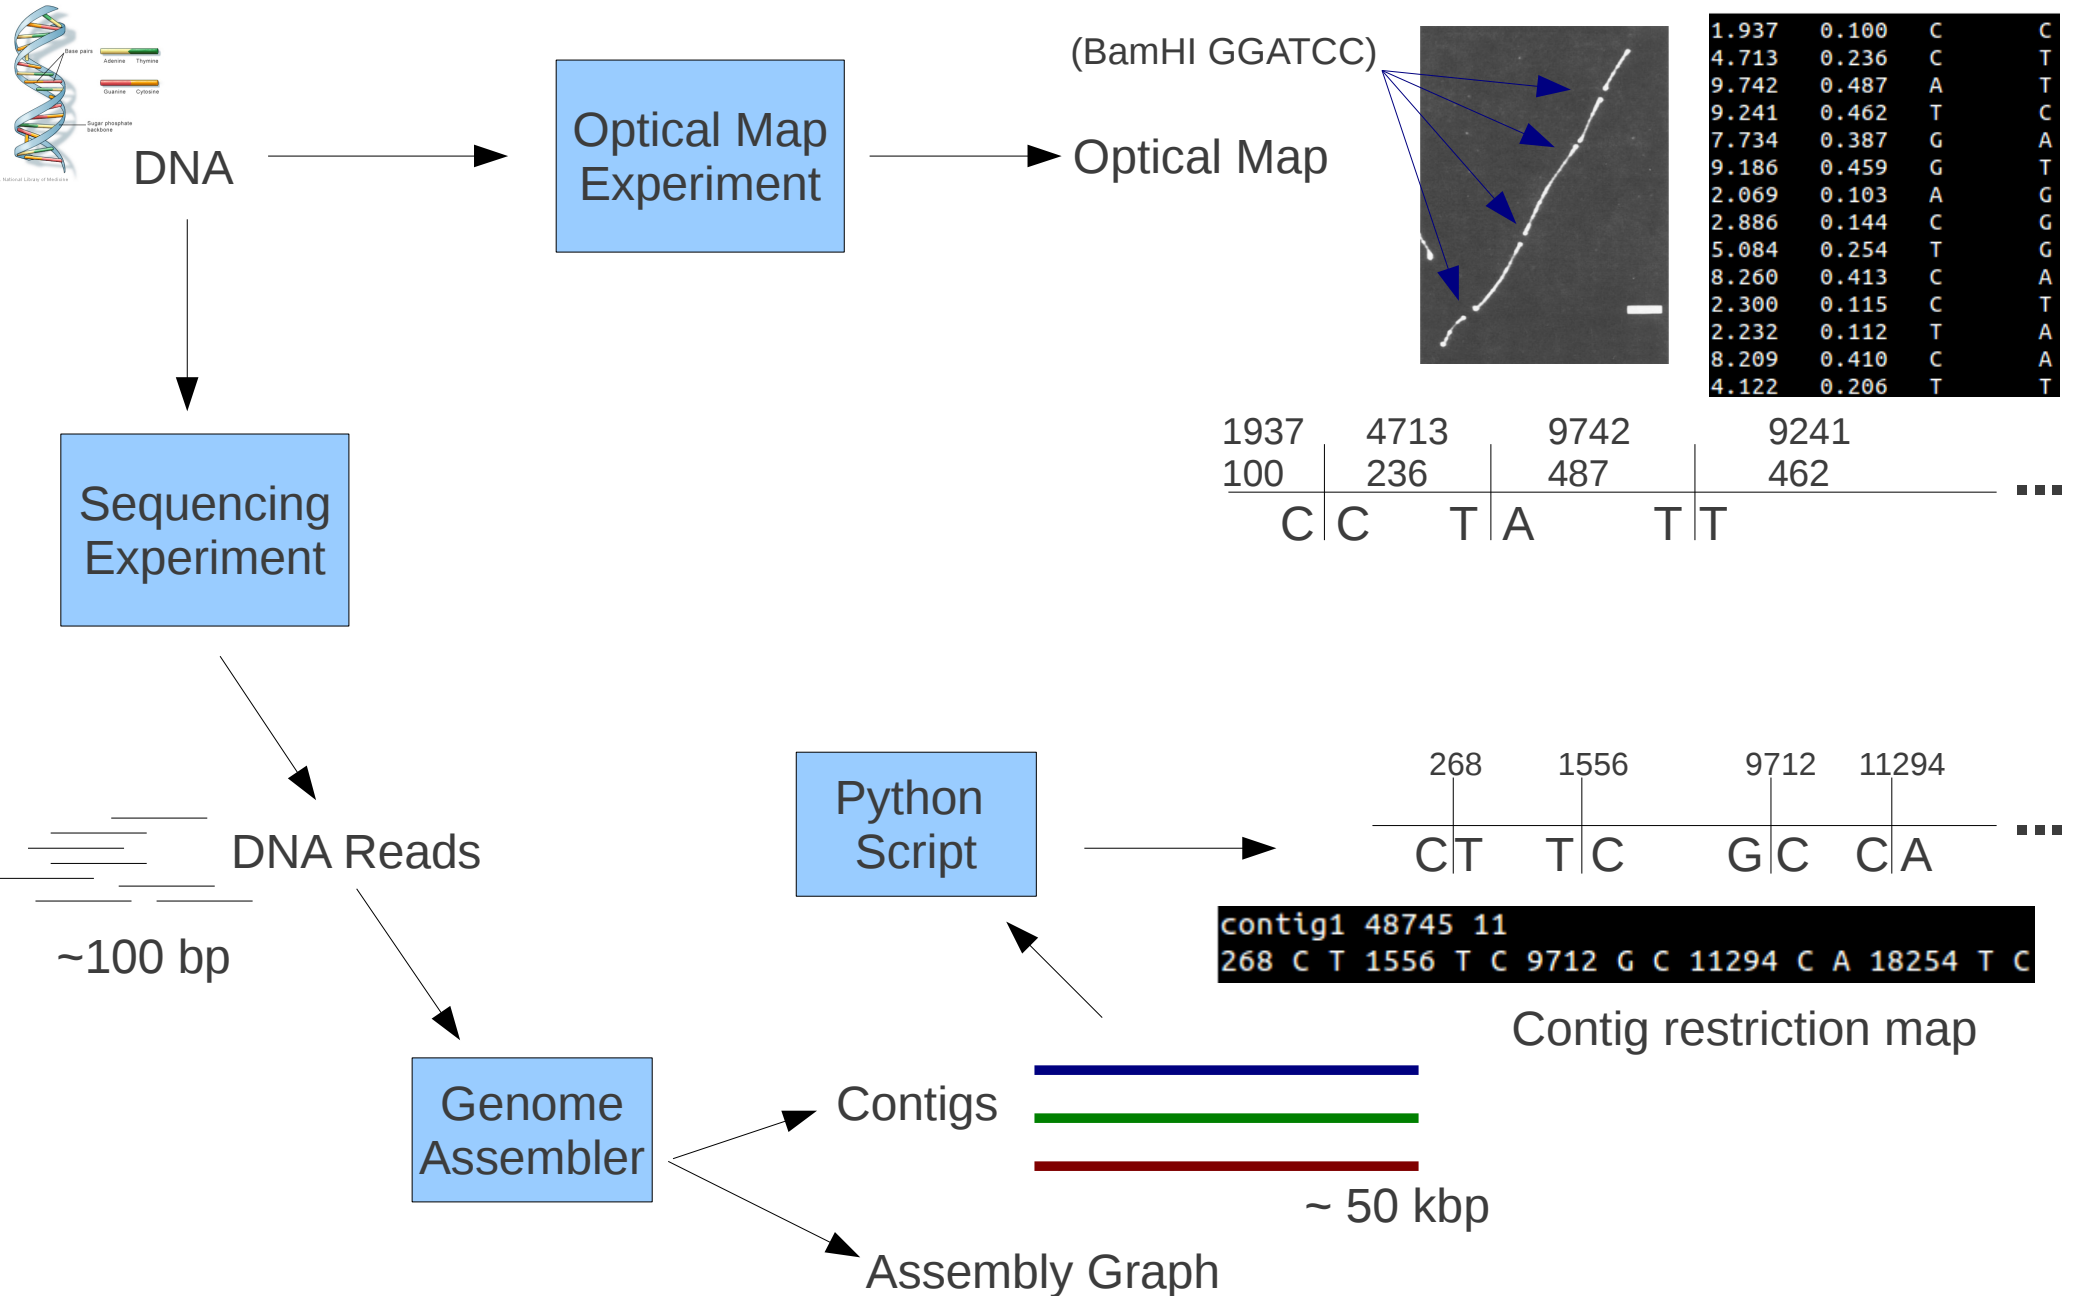 Base pairs
Adenine Thymine
Guanine Cytosine
Sugar phosphate
backbone
National Library of Medicine
DNA
Optical Map
Experiment
Optical Map
(BamHI GGATCC)
1.937 0.100 C C
4.713 0.236 C T
9.742 0.487 A T
9.241 0.462 T C
7.734 0.387 G A
9.186 0.459 G T
2.069 0.103 A G
2.886 0.144 C G
5.084 0.254 T G
8.260 0.413 C A
2.300 0.115 C T
2.232 0.112 T A
8.209 0.410 C A
4.122 0.206 T T
1937 4713 9742 9241
100 236 487 462
C C T A T T ...
Sequencing
Experiment
DNA Reads
~100 bp
Genome
Assembler
Contigs
~ 50 kbp
Assembly Graph
Python
Script
268 1556 9712 11294
C T T C G C C A ...
contig1 48745 11
268 C T 1556 T C 9712 G C 11294 C A 18254 T C
Contig restriction map